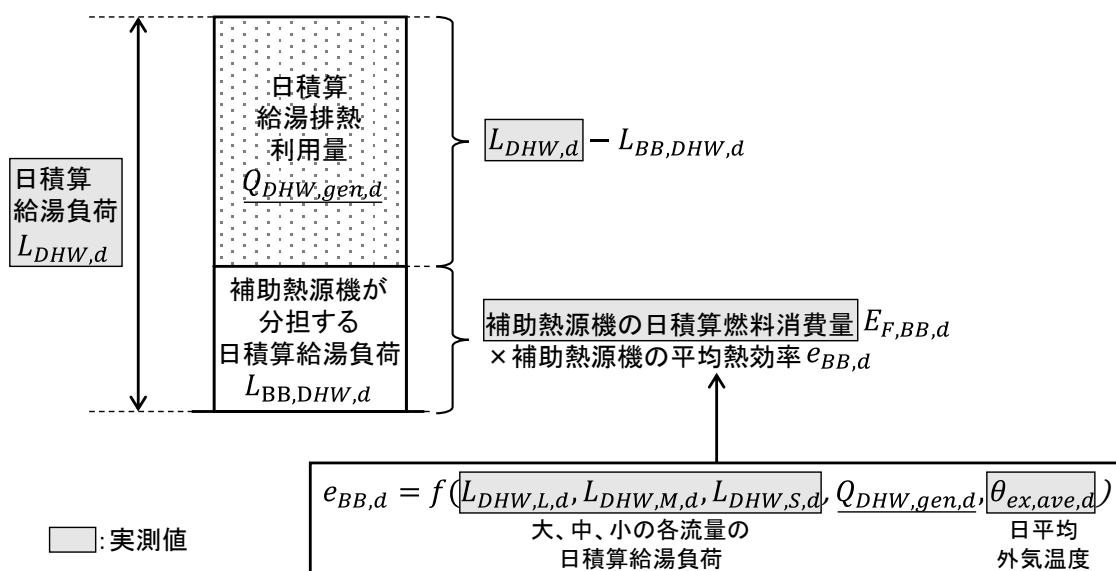 日積算
給湯負荷
L_{DHW,d}
日積算
給湯排熱
利用量
Q_{DHW,gen,d}
補助熱源機が
分担する
日積算給湯負荷
L_{BB,DHW,d}
L_{DHW,d} − L_{BB,DHW,d}
補助熱源機の日積算燃料消費量 E_{F,BB,d}
×補助熱源機の平均熱効率 e_{BB,d}
e_{BB,d} = f(L_{DHW,L,d}, L_{DHW,M,d}, L_{DHW,S,d}, Q_{DHW,gen,d}, θ_{ex,ave,d})
大、中、小の各流量の
日積算給湯負荷
日平均
外気温度
:実測値